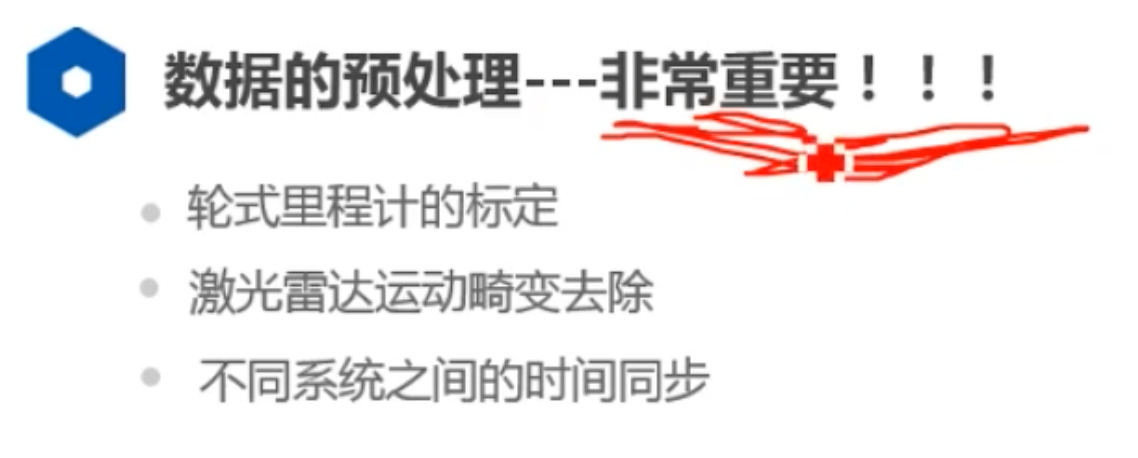 数据的预处理---非常重要！！！
轮式里程计的标定
激光雷达运动畸变去除
不同系统之间的时间同步